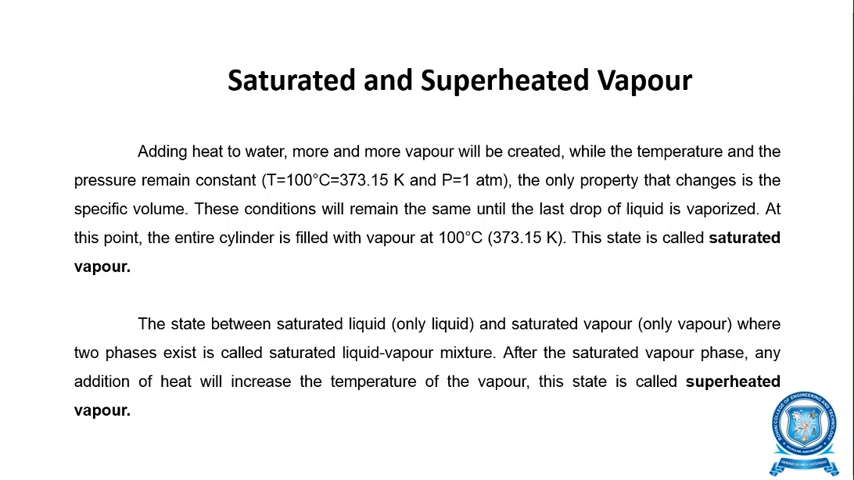 Saturated and Superheated Vapour
Adding heat to water, more and more vapour will be created, while the temperature and the
pressure remain constant (T=100°C=373.15 K and P=1 atm), the only property that changes is the
specific volume. These conditions will remain the same until the last drop of liquid is vaporized. At
this point, the entire cylinder is filled with vapour at 100°C (373.15 K). This state is called saturated
vapour.
The state between saturated liquid (only liquid) and saturated vapour (only vapour) where
two phases exist is called saturated liquid-vapour mixture. After the saturated vapour phase, any
addition of heat will increase the temperature of the vapour, this state is called superheated
vapour.
COLLEGE OF ENGINEERING AND TECHNOLOGY